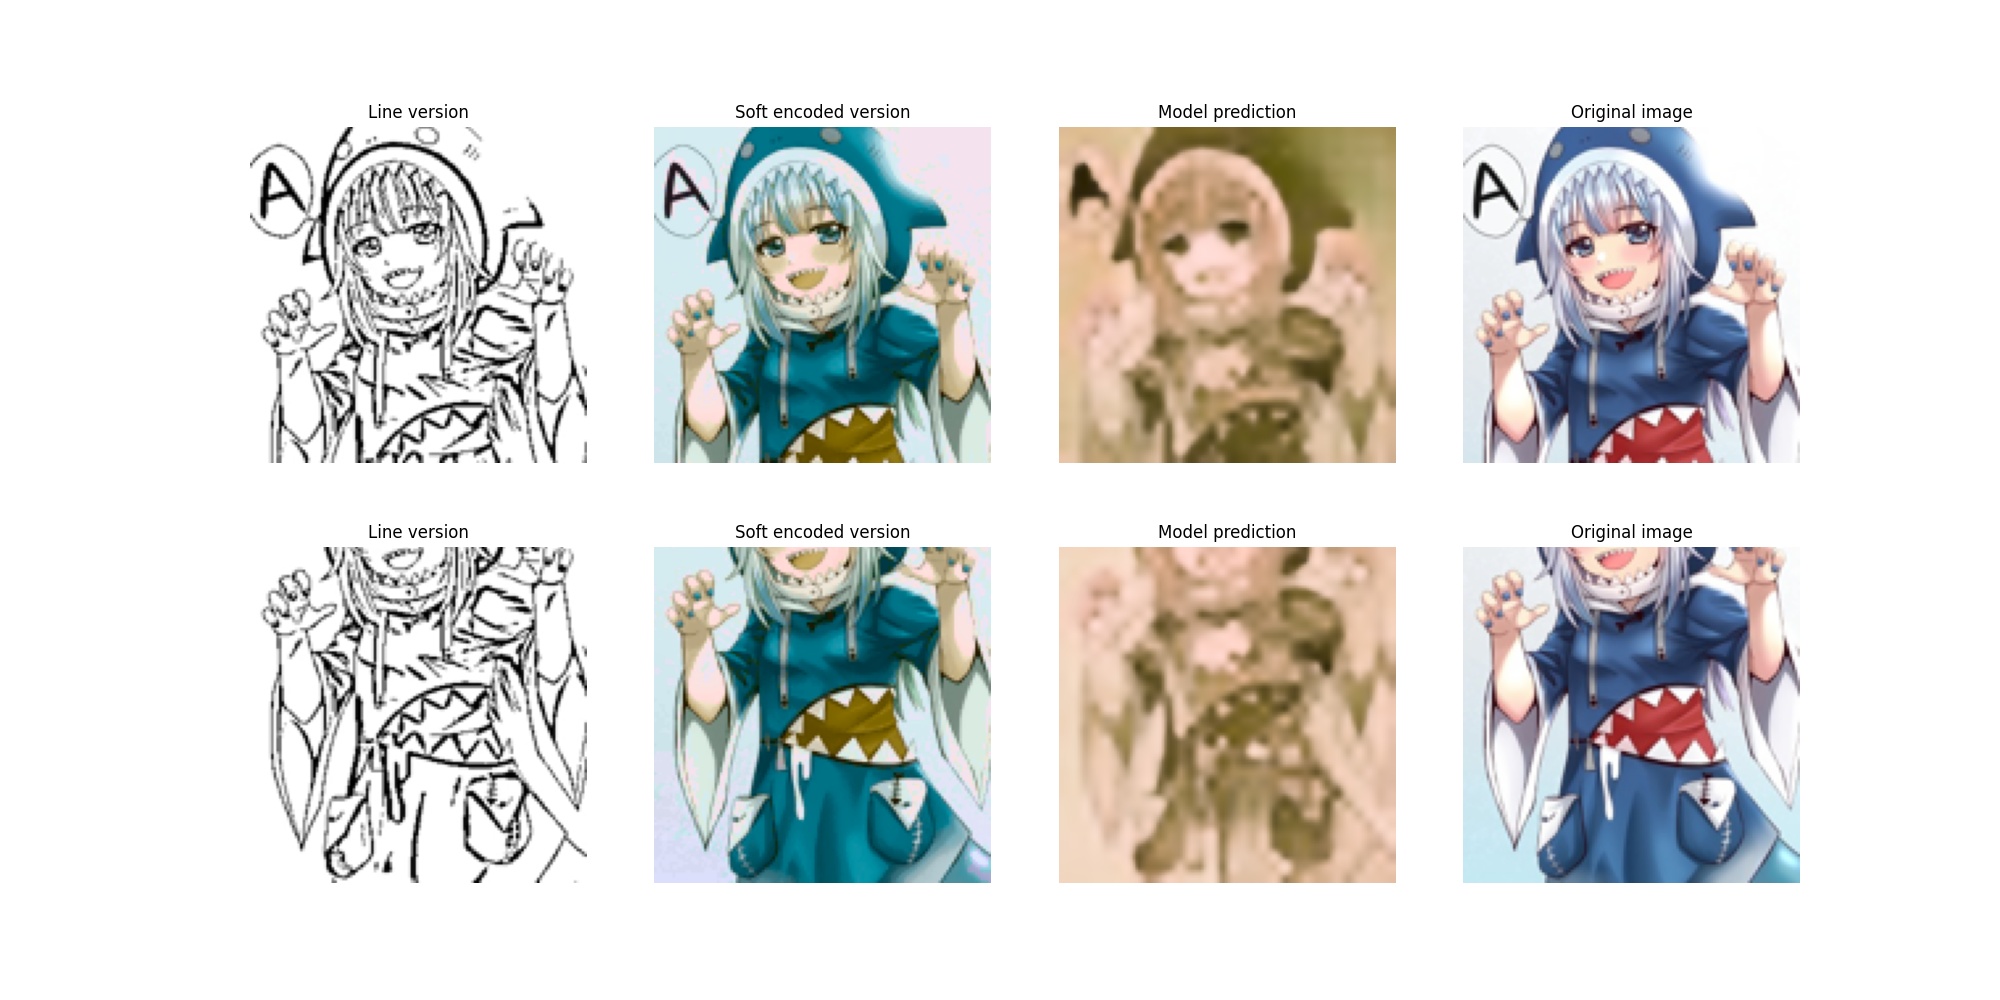 Line version
Soft encoded version
Model prediction
Original image
A
A
A
A
Line version
Soft encoded version
Model prediction
Original image